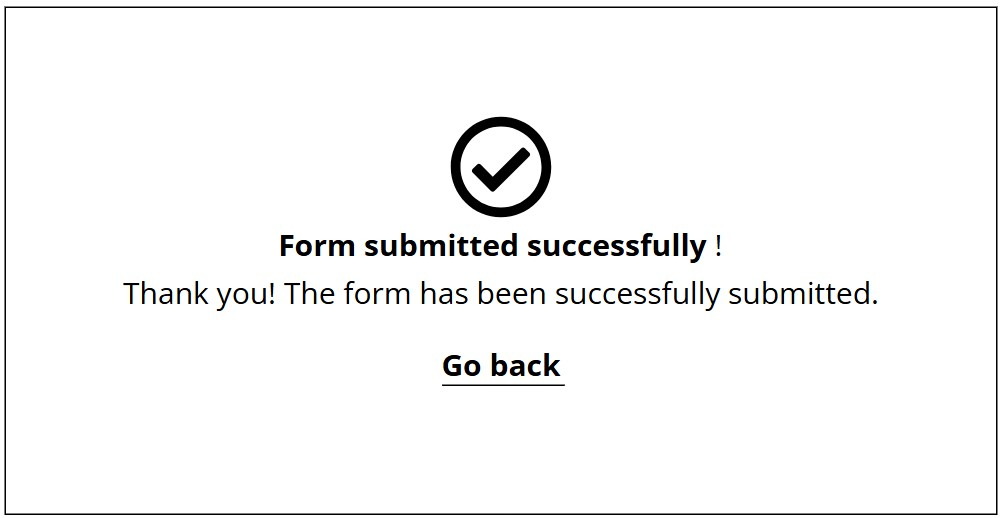 Form submitted successfully !
Thank you! The form has been successfully submitted.
Go back